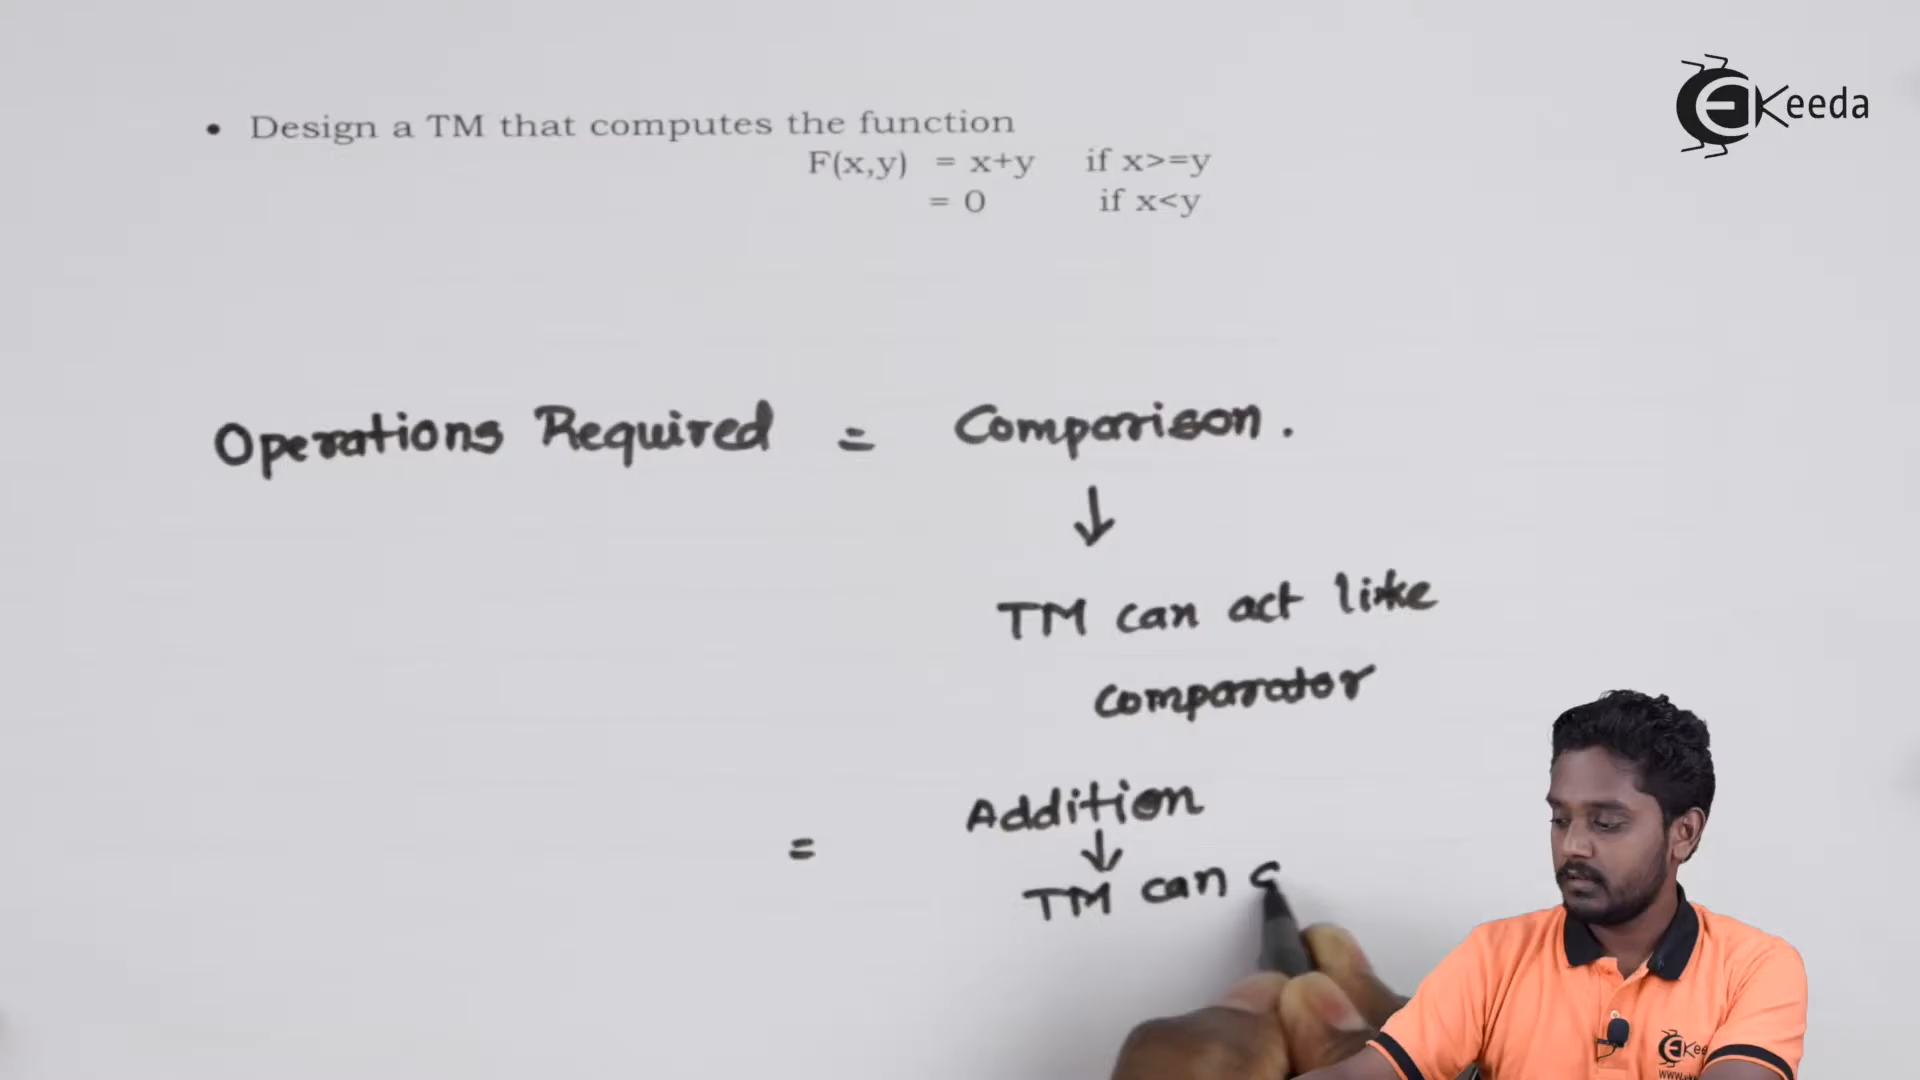 EKeeda
• Design a TM that computes the function
F(x,y) = x+y if x>=y
= 0 if x<y
Operations Required = Comparison.
↓
TM can act like
comparator
= Addition
↓
TM can